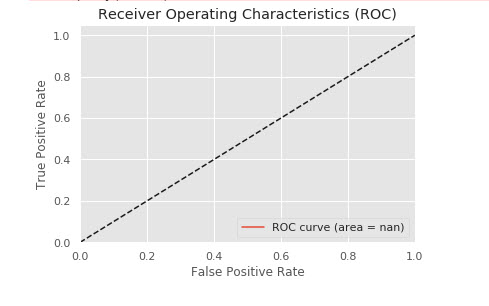 Receiver Operating Characteristics (ROC)
1.0
0.8
0.6
0.4
0.2
0.0
True Positive Rate
ROC curve (area = nan)
0.0 0.2 0.4 0.6 0.8 1.0
False Positive Rate